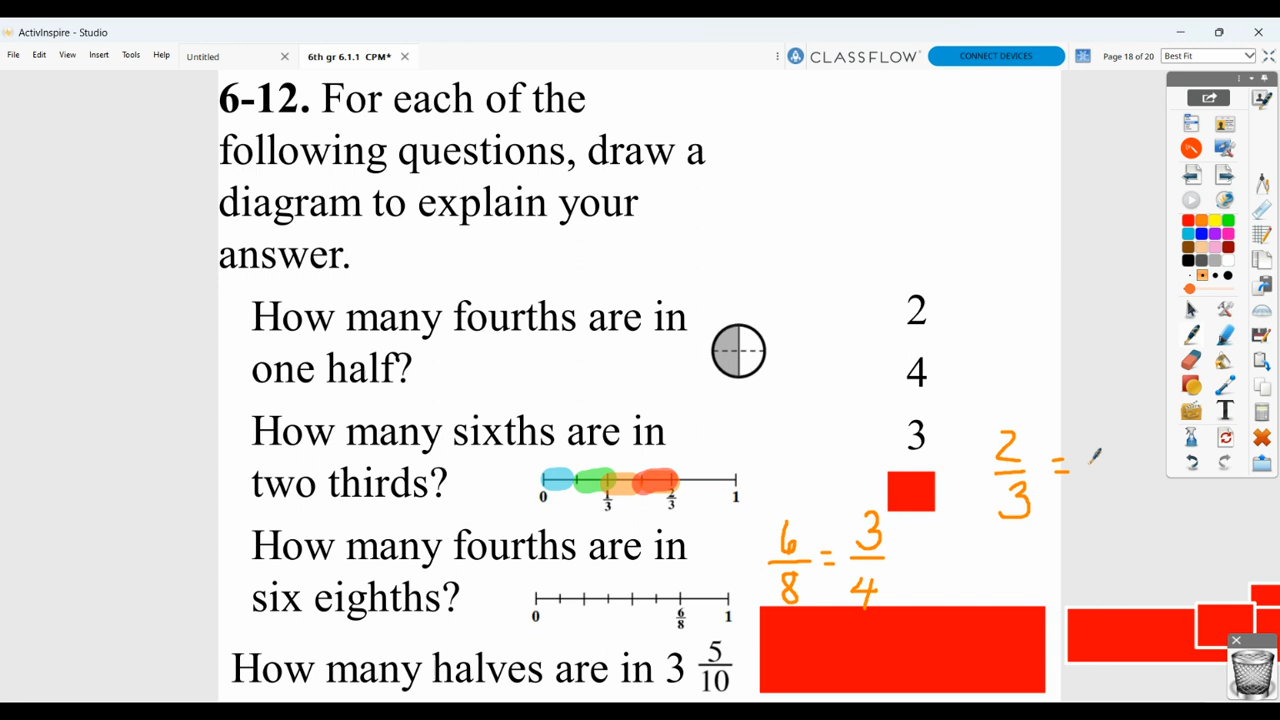 ActivInspire - Studio
File Edit View Insert Tools Help Untitled 6th gr 6.1.1 CPM* CLASSFLOW CONNECT DEVICES Page 18 of 20 Best Fit
6-12. For each of the
following questions, draw a
diagram to explain your
answer.
How many fourths are in
one half?
2
4
How many sixths are in
two thirds?
0 1/3 2/3 1
3
2/3 =
How many fourths are in
six eighths?
0 6/8 1
6/8 = 3/4
How many halves are in 3 5/10